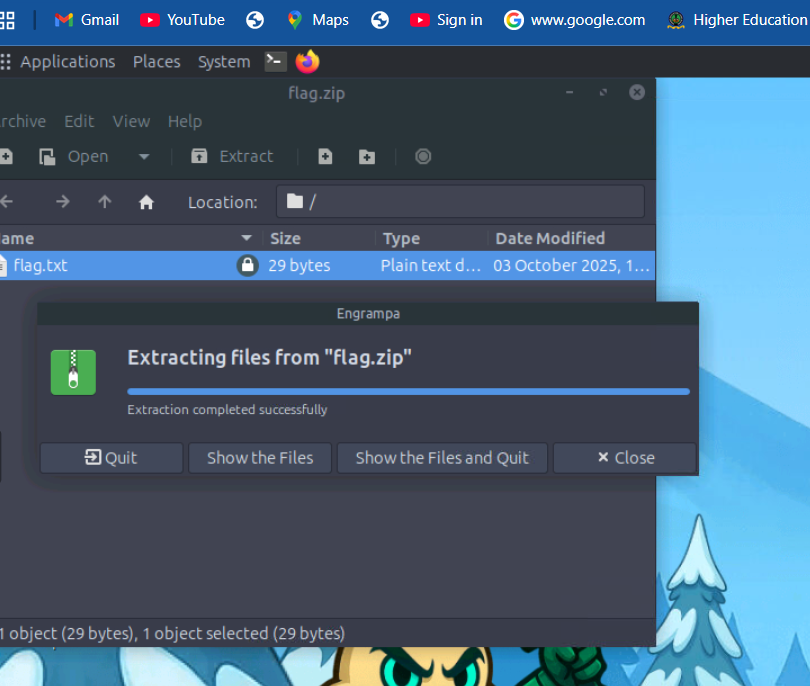 Gmail YouTube Maps Sign in www.google.com Higher Education
Applications Places System
flag.zip
rchive Edit View Help
Open Extract
Location: /
ame Size Type Date Modified
flag.txt 29 bytes Plain text d... 03 October 2025, 1...
Engrampa
Extracting files from "flag.zip"
Extraction completed successfully
Quit Show the Files Show the Files and Quit Close
1 object (29 bytes), 1 object selected (29 bytes)